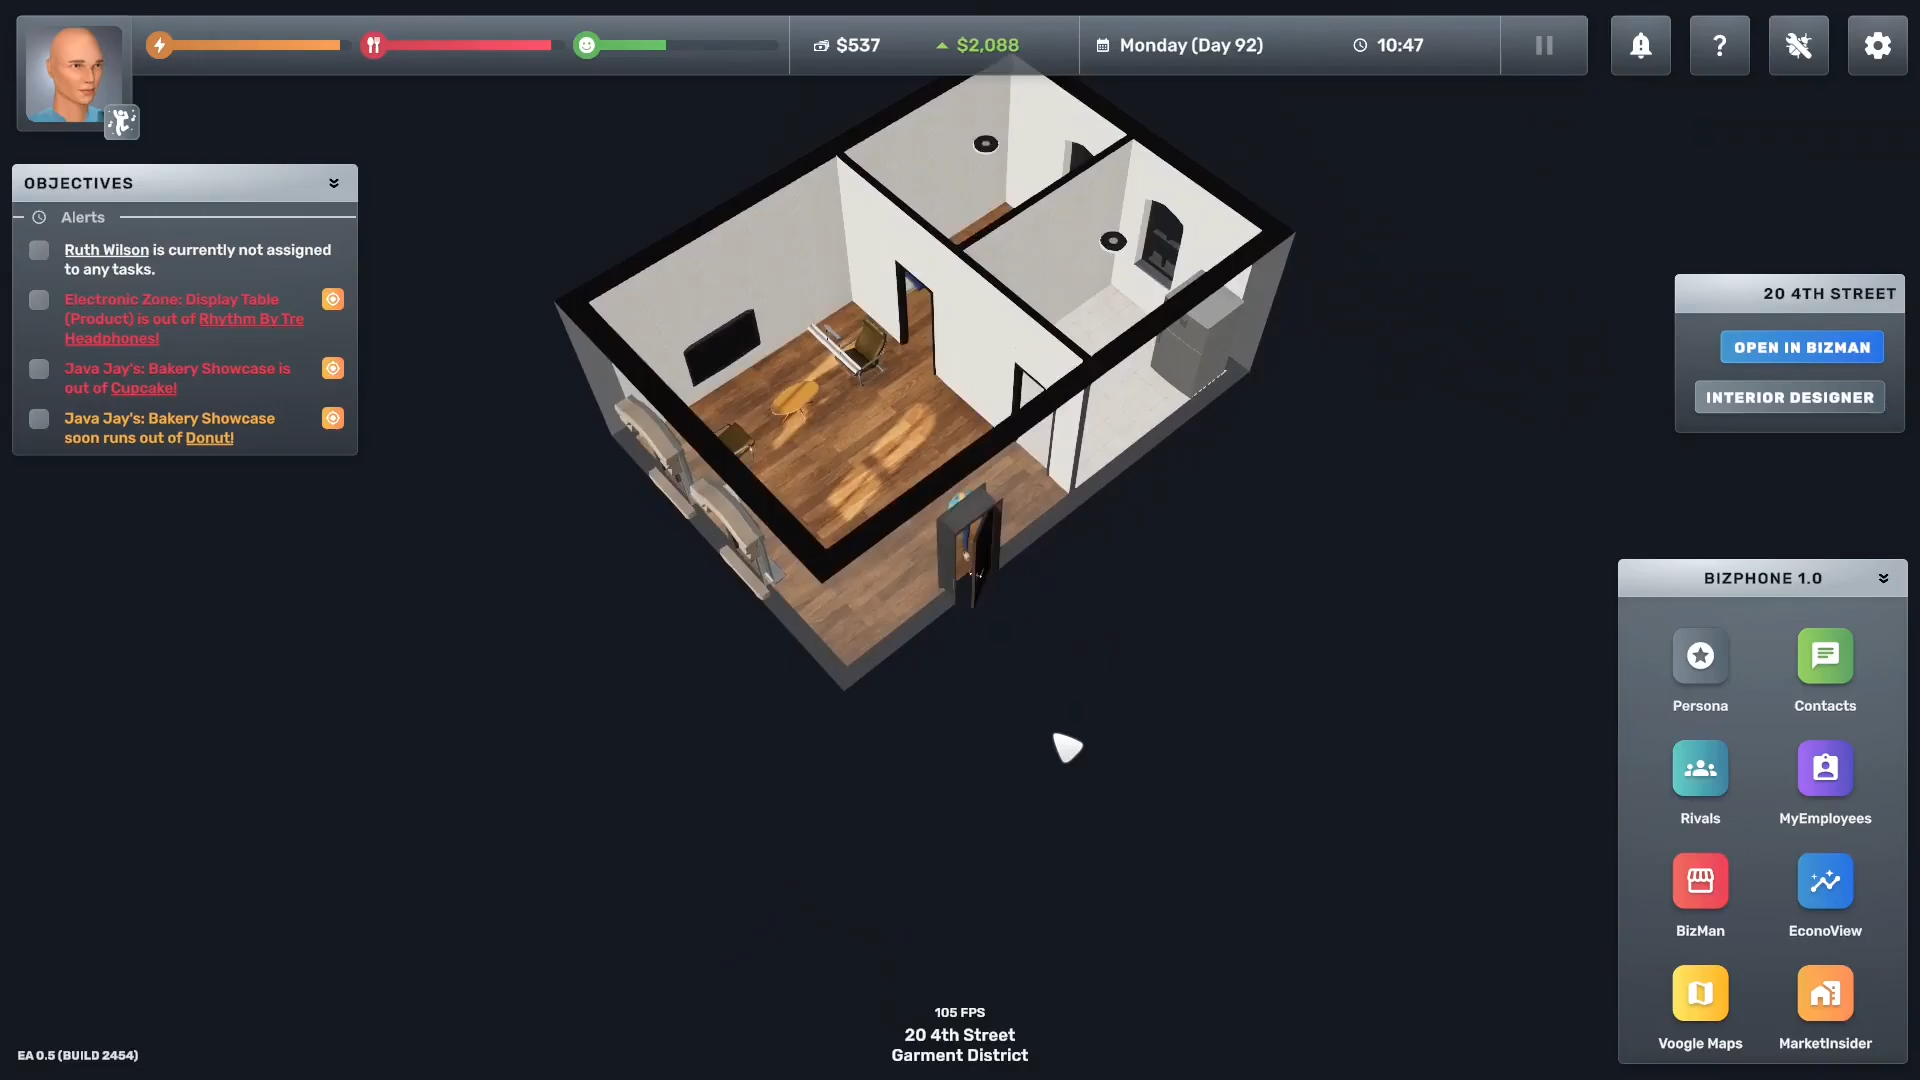 $537
$2,088
Monday (Day 92)
10:47
?
OBJECTIVES
Alerts
Ruth Wilson is currently not assigned
to any tasks.
Electronic Zone: Display Table
(Product) is out of Rhythm By Tre
Headphones!
Java Jay's: Bakery Showcase is
out of Cupcake!
Java Jay's: Bakery Showcase
soon runs out of Donut!
20 4TH STREET
OPEN IN BIZMAN
INTERIOR DESIGNER
BIZPHONE 1.0
Persona
Contacts
Rivals
MyEmployees
BizMan
EconoView
Voogle Maps
MarketInsider
105 FPS
20 4th Street
Garment District
EA 0.5 (BUILD 2454)